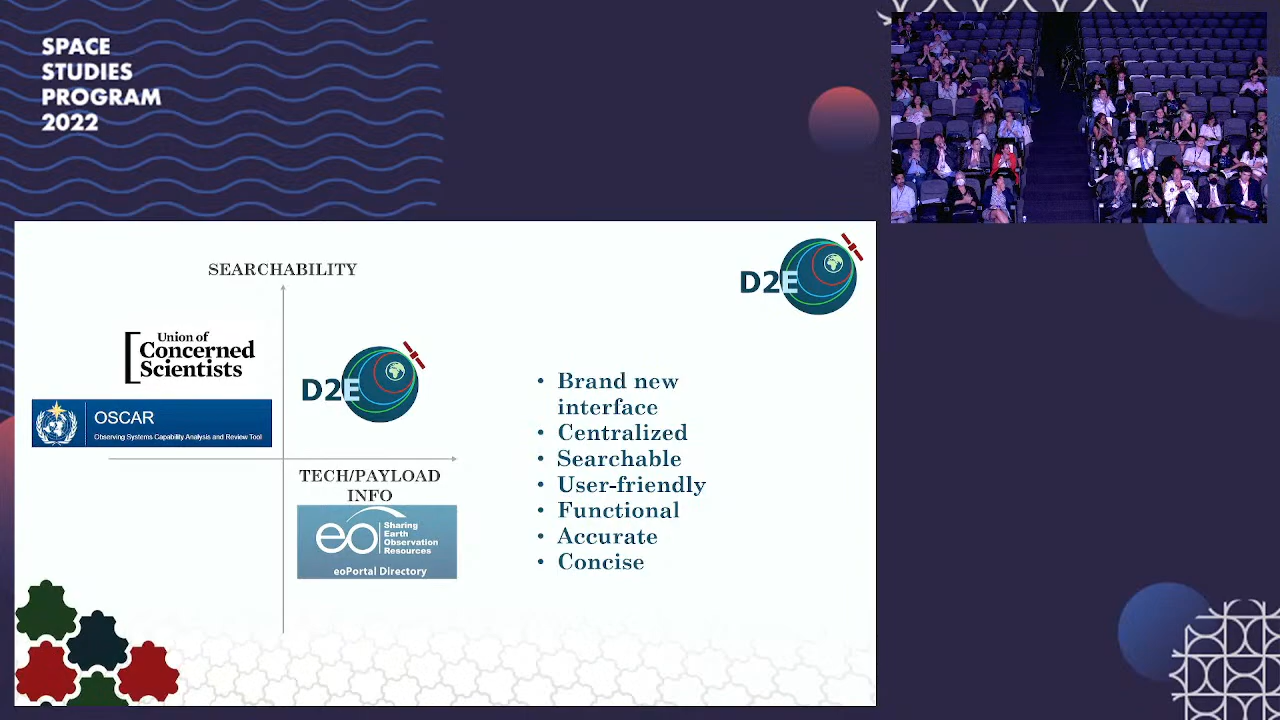 SPACE
STUDIES
PROGRAM
2022
SEARCHABILITY
D2E
Union of
Concerned
Scientists
D2E
OSCAR
Observing Systems Capability Analysis and Review Tool
TECH/PAYLOAD
INFO
eo
Sharing
Earth
Observation
Resources
eoPortal Directory
• Brand new
interface
• Centralized
• Searchable
• User-friendly
• Functional
• Accurate
• Concise